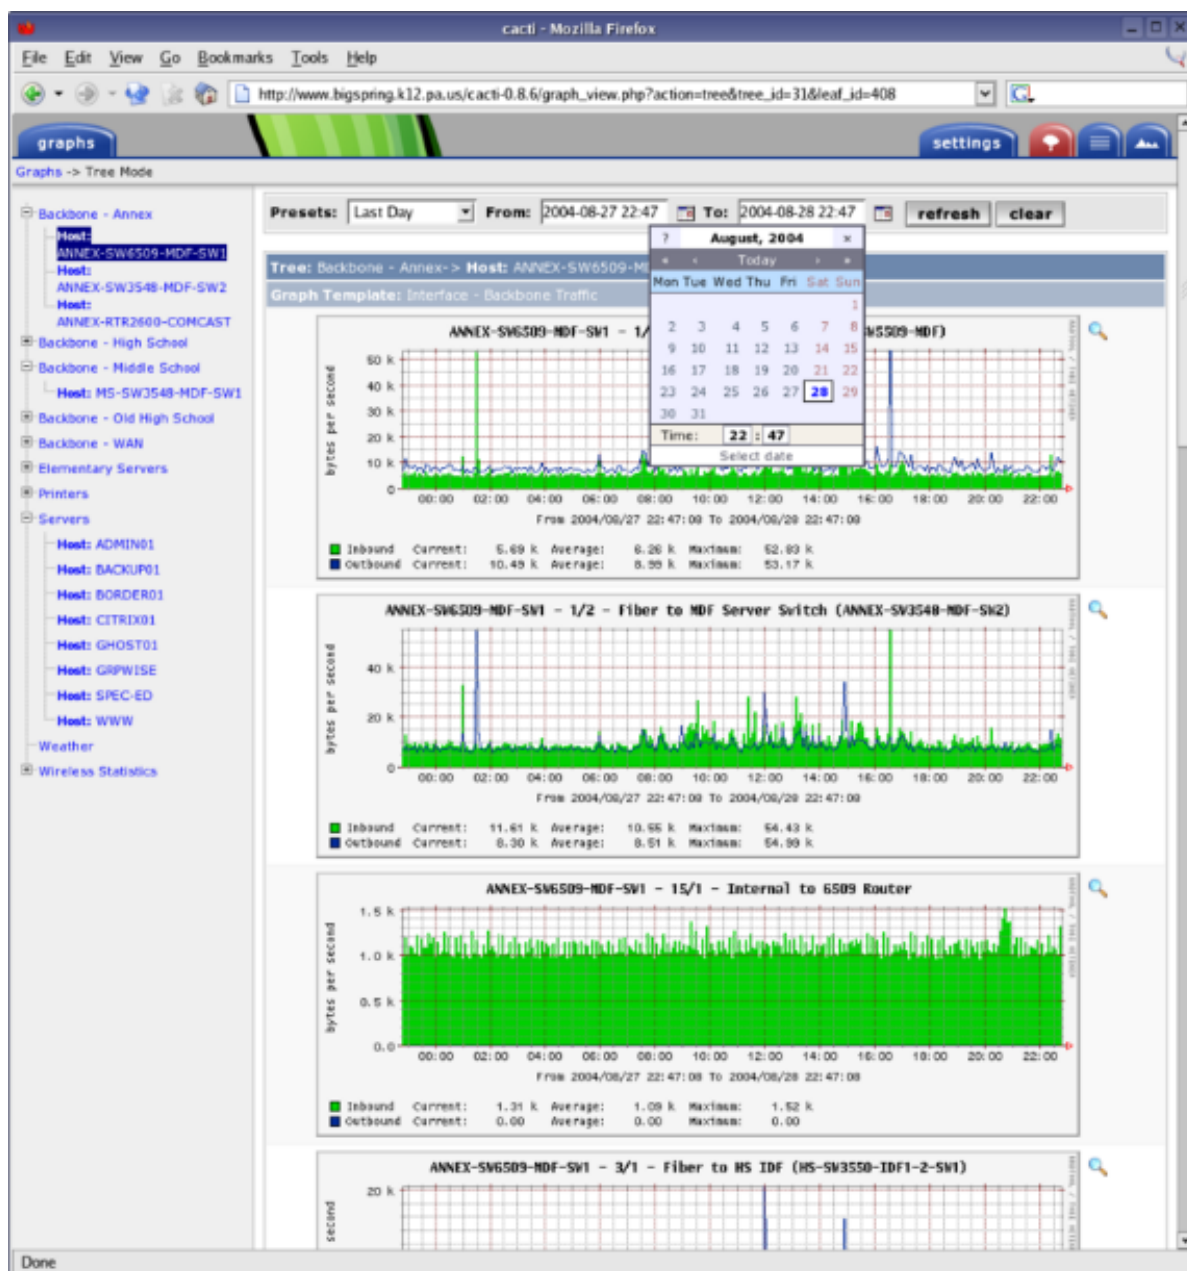 cacti - Mozilla Firefox
File Edit View Go Bookmarks Tools Help
http://www.bigspring.k12.pa.us/cacti-0.8.6/graph_view.php?action=tree&tree_id=31&leaf_id=408
graphs settings
Graphs -> Tree Mode
Backbone - Annex
Host:
ANNEX-SW6509-MDF-SW1
Host:
ANNEX-SW3548-MDF-SW2
Host:
ANNEX-RTR2600-COMCAST
Backbone - High School
Backbone - Middle School
Host: MS-SW3548-MDF-SW1
Backbone - Old High School
Backbone - WAN
Elementary Servers
Printers
Servers
Host: ADMIN01
Host: BACKUP01
Host: BORDER01
Host: CITRIX01
Host: GHOST01
Host: GRPWISE
Host: SPEC-ED
Host: WWW
Weather
Wireless Statistics
Presets: Last Day From: 2004-08-27 22:47 To: 2004-08-28 22:47 refresh clear
Tree: Backbone - Annex-> Host: ANNEX-SW6509-M
Graph Template: Interface - Backbone Traffic
? August, 2004 ×
« ‹ Today › »
Mon Tue Wed Thu Fri Sat Sun
1
2 3 4 5 6 7 8
9 10 11 12 13 14 15
16 17 18 19 20 21 22
23 24 25 26 27 28 29
30 31
Time: 22 : 47
Select date
ANNEX-SW6509-MDF-SW1 - 1/ W5509-MDF)
bytes per second
50 k
40 k
30 k
20 k
10 k
0
00:00 02:00 04:00 06:00 08:00 10:00 12:00 14:00 16:00 18:00 20:00 22:00
From 2004/08/27 22:47:08 To 2004/08/28 22:47:08
Inbound Current: 5.69 k Average: 6.26 k Maximum: 52.83 k
Outbound Current: 10.49 k Average: 8.99 k Maximum: 53.17 k
ANNEX-SW6509-MDF-SW1 - 1/2 - Fiber to MDF Server Switch (ANNEX-SW3548-MDF-SW2)
bytes per second
40 k
20 k
0
00:00 02:00 04:00 06:00 08:00 10:00 12:00 14:00 16:00 18:00 20:00 22:00
From 2004/08/27 22:47:08 To 2004/08/28 22:47:08
Inbound Current: 11.61 k Average: 10.55 k Maximum: 54.43 k
Outbound Current: 8.30 k Average: 8.51 k Maximum: 54.99 k
ANNEX-SW6509-MDF-SW1 - 15/1 - Internal to 6509 Router
bytes per second
1.5 k
1.0 k
0.5 k
0.0
00:00 02:00 04:00 06:00 08:00 10:00 12:00 14:00 16:00 18:00 20:00 22:00
From 2004/08/27 22:47:08 To 2004/08/28 22:47:08
Inbound Current: 1.31 k Average: 1.09 k Maximum: 1.52 k
Outbound Current: 0.00 Average: 0.00 Maximum: 0.00
ANNEX-SW6509-MDF-SW1 - 3/1 - Fiber to HS IDF (HS-SW3550-IDF1-2-SW1)
second
20 k
Done